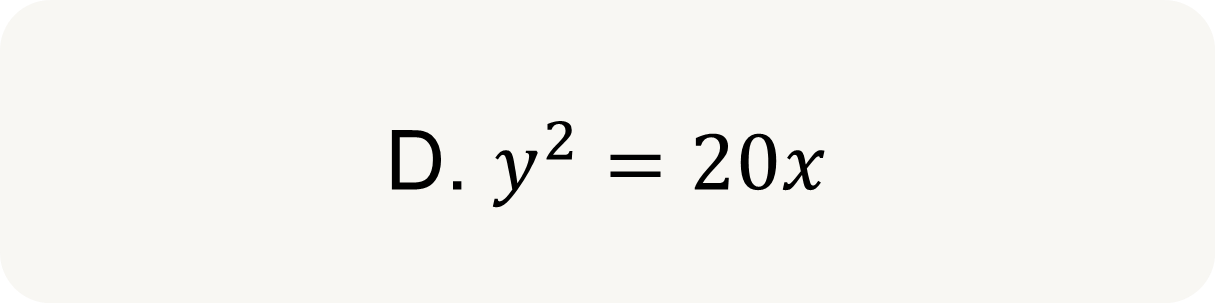 D. y² = 20x